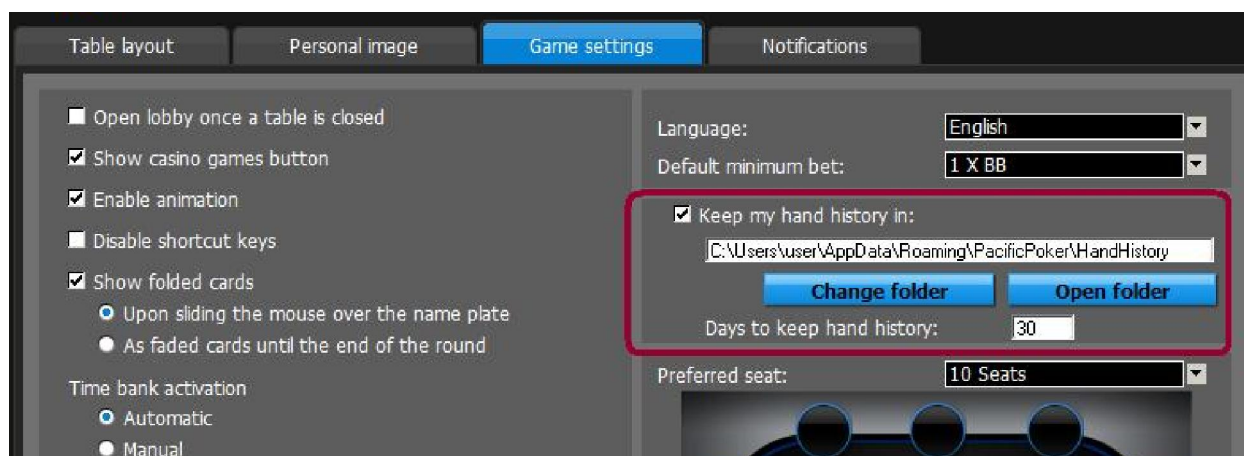 Table layout
Personal image
Game settings
Notifications
Open lobby once a table is closed
Show casino games button
Enable animation
Disable shortcut keys
Show folded cards
Upon sliding the mouse over the name plate
As faded cards until the end of the round
Time bank activation
Automatic
Manual
Language: English
Default minimum bet: 1 X BB
Keep my hand history in:
C:\Users\user\AppData\Roaming\PacificPoker\HandHistory
Change folder
Open folder
Days to keep hand history: 30
Preferred seat: 10 Seats